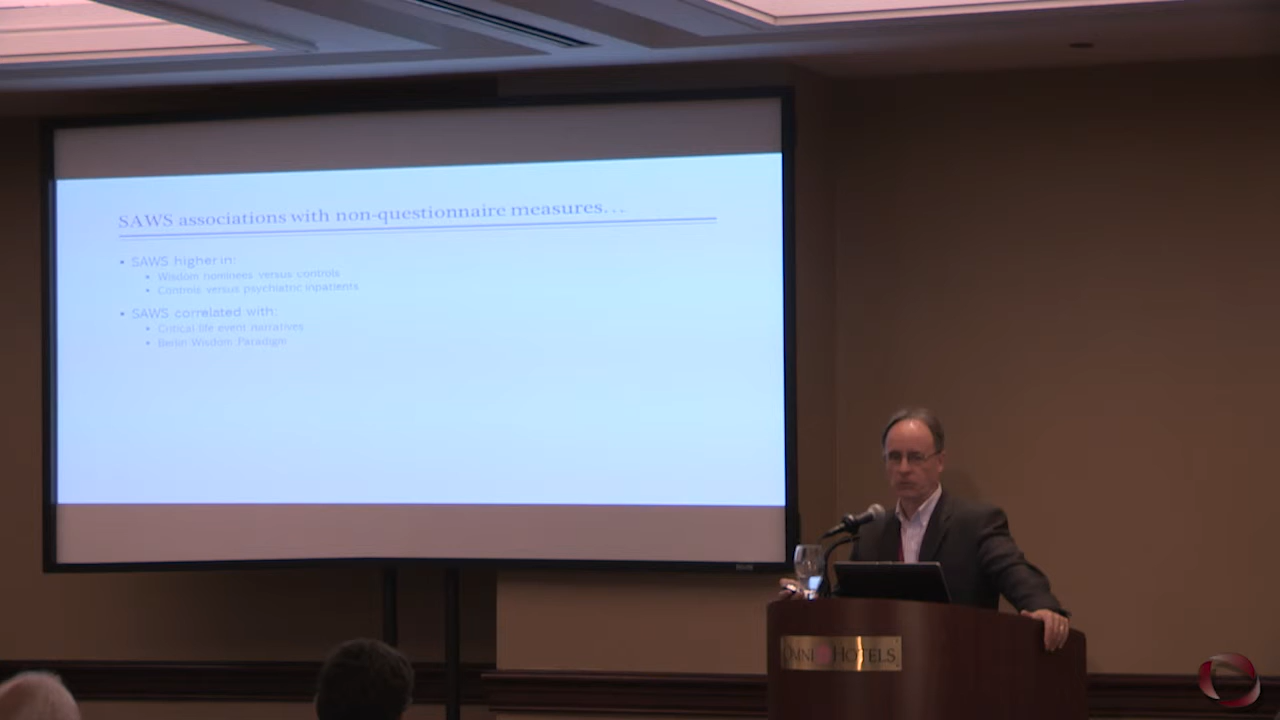 SAWS associations with non-questionnaire measures...
• SAWS higher in:
• Wisdom nominees versus controls
• Controls versus psychiatric inpatients
• SAWS correlated with:
• Critical life event narratives
• Berlin Wisdom Paradigm
OMNI HOTELS